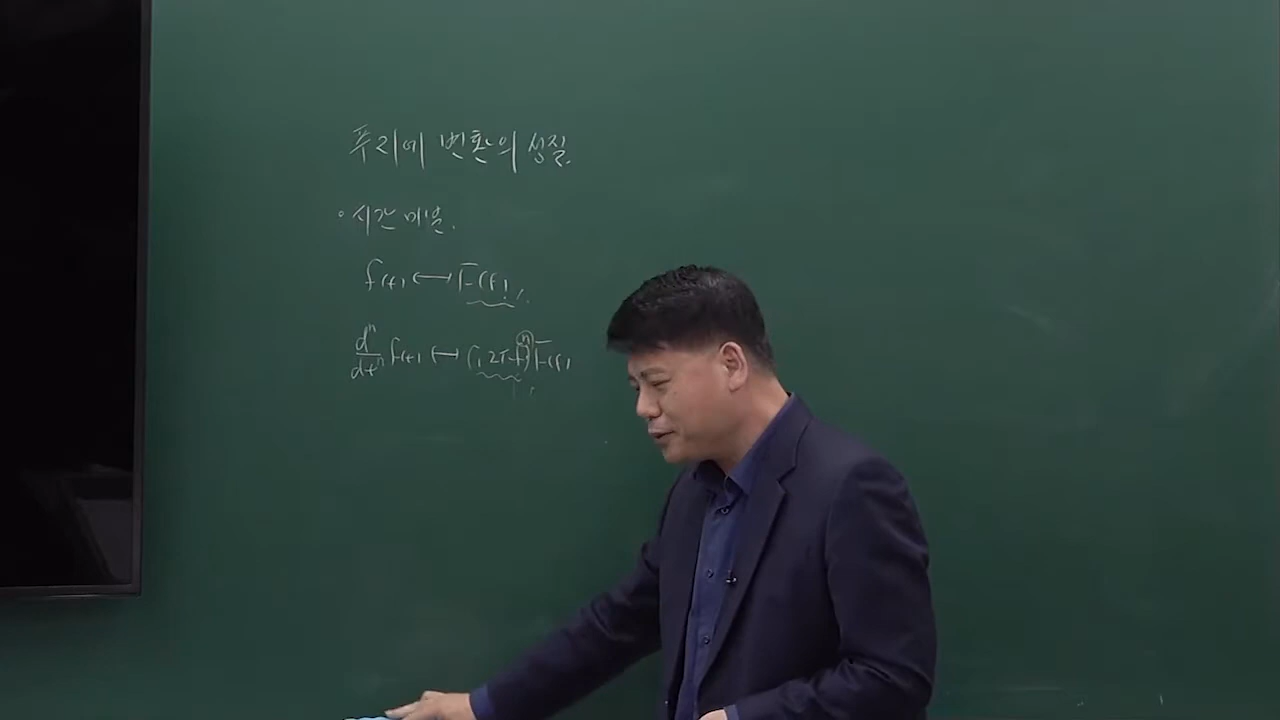 푸리에 변환의 성질.
• 시간 미분.
f(t) ⟷ F(f)
dⁿ/dtⁿ f(t) ⟷ (j2πf)ⁿ F(f)